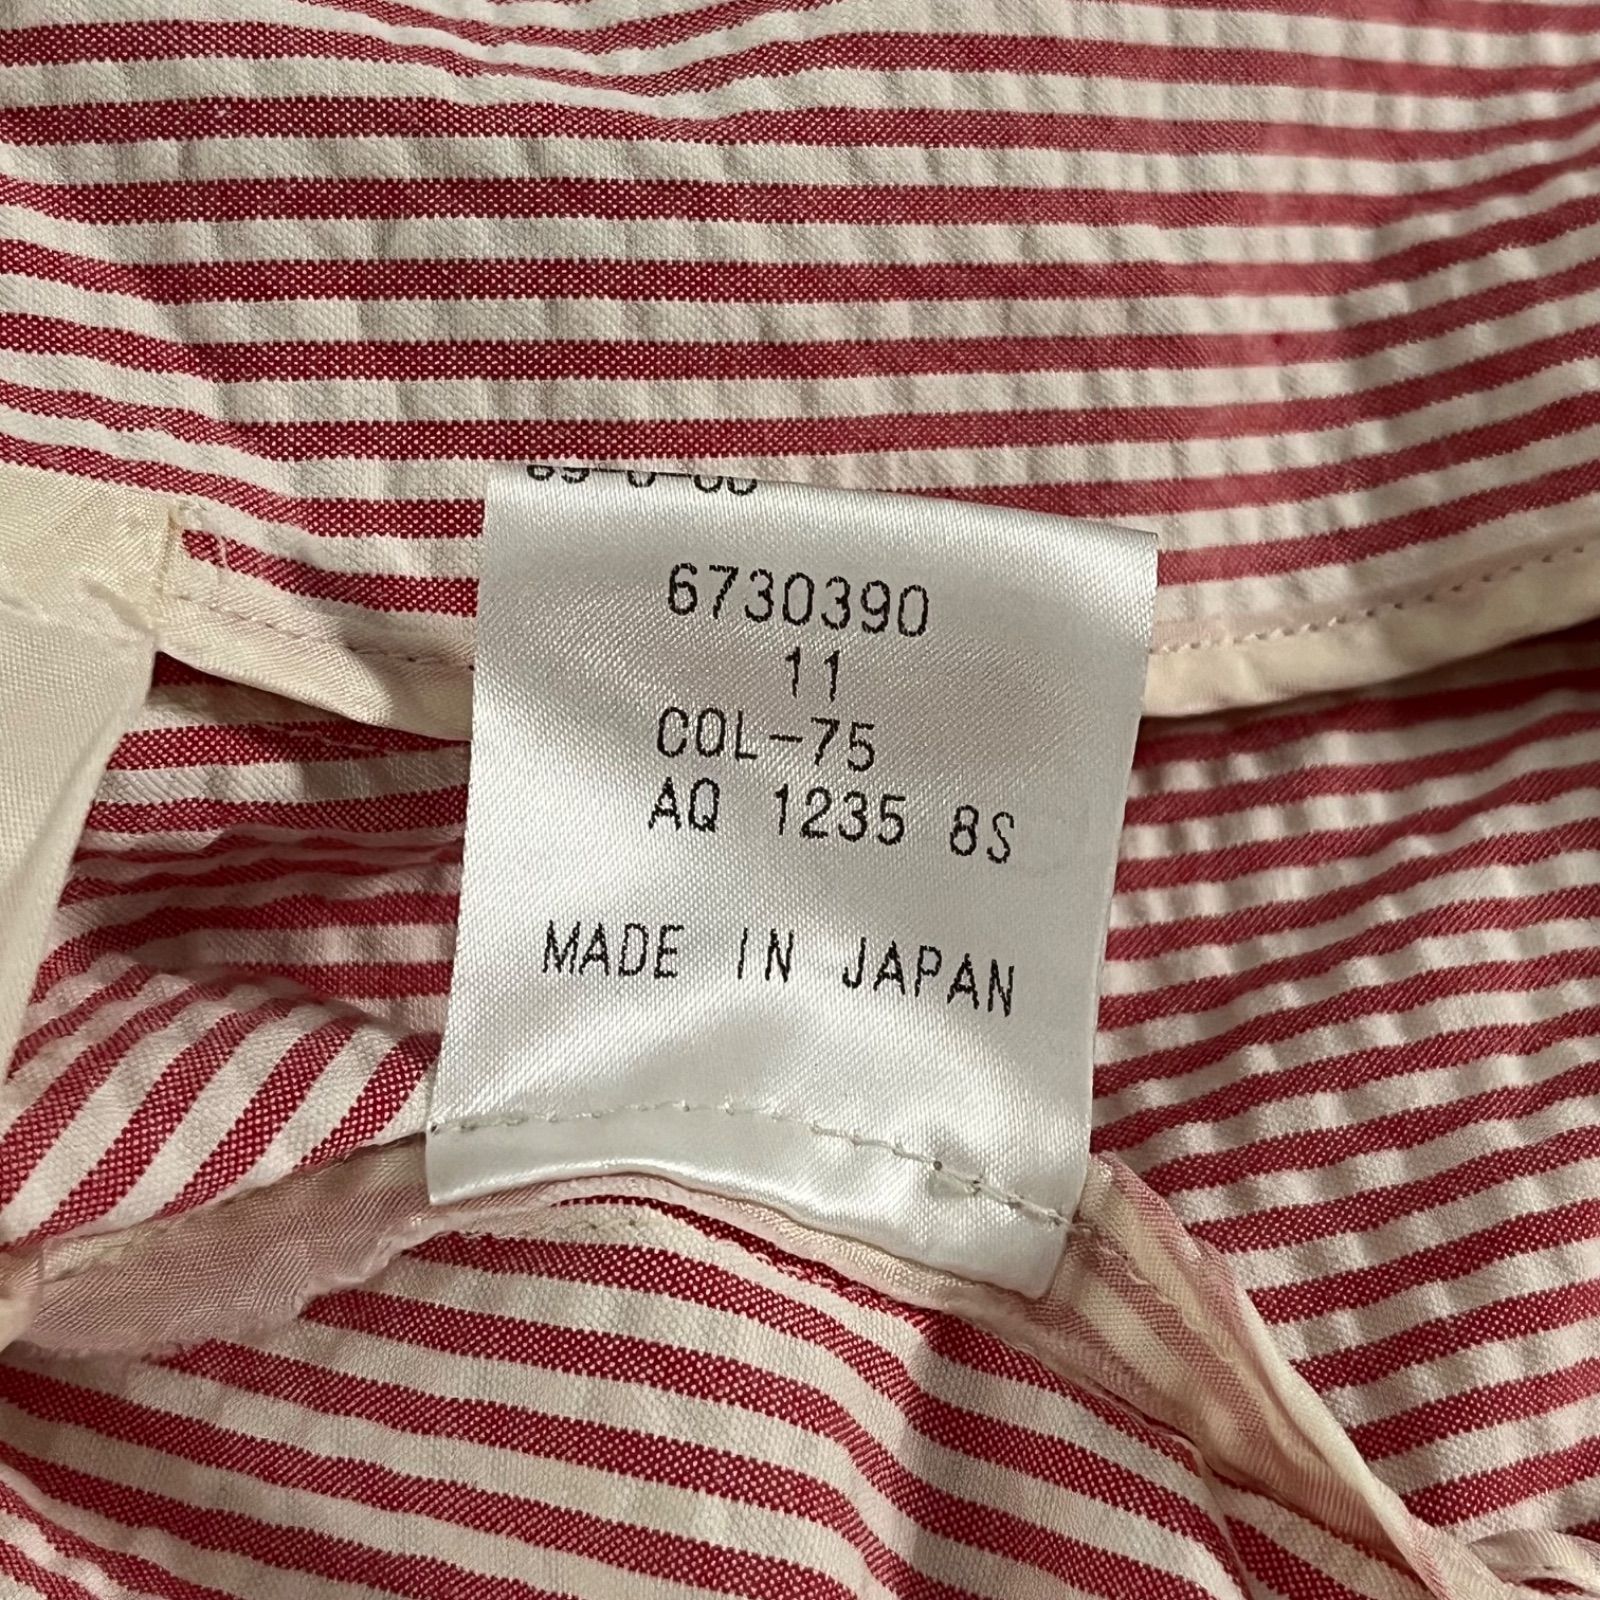 6730390
11
COL-75
AQ 1235 8S
MADE IN JAPAN